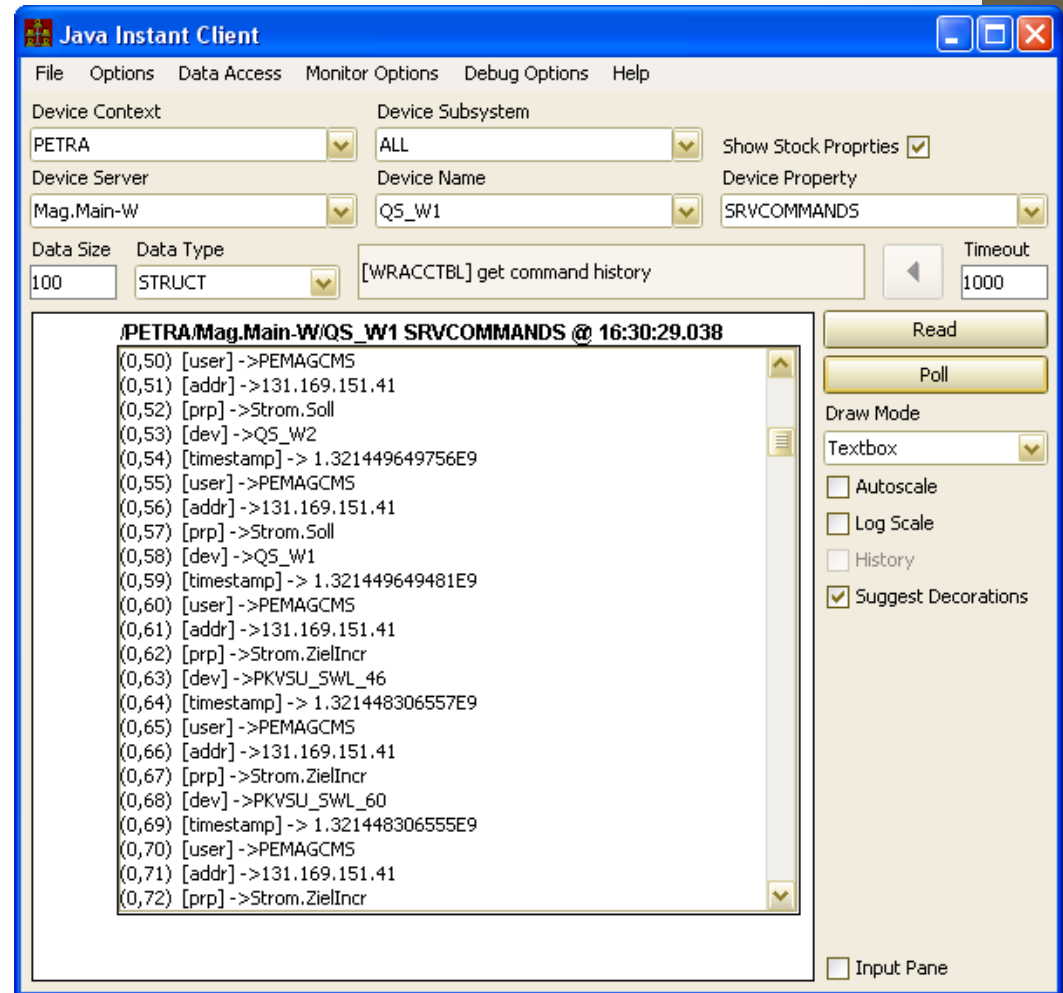 Java Instant Client
File Options Data Access Monitor Options Debug Options Help
Device Context Device Subsystem
PETRA ALL Show Stock Proprties
Device Server Device Name Device Property
Mag.Main-W QS_W1 SRVCOMMANDS
Data Size Data Type Timeout
100 STRUCT [WRACCTBL] get command history 1000
/PETRA/Mag.Main-W/QS_W1 SRVCOMMANDS @ 16:30:29.038
(0,50) [user]->PEMAGCMS
(0,51) [addr]->131.169.151.41
(0,52) [prp]->Strom.Soll
(0,53) [dev]->QS_W2
(0,54) [timestamp]-> 1.321449649756E9
(0,55) [user]->PEMAGCMS
(0,56) [addr]->131.169.151.41
(0,57) [prp]->Strom.Soll
(0,58) [dev]->QS_W1
(0,59) [timestamp]-> 1.321449649481E9
(0,60) [user]->PEMAGCMS
(0,61) [addr]->131.169.151.41
(0,62) [prp]->Strom.ZielIncr
(0,63) [dev]->PKVSU_SWL_46
(0,64) [timestamp]-> 1.321448306557E9
(0,65) [user]->PEMAGCMS
(0,66) [addr]->131.169.151.41
(0,67) [prp]->Strom.ZielIncr
(0,68) [dev]->PKVSU_SWL_60
(0,69) [timestamp]-> 1.321448306555E9
(0,70) [user]->PEMAGCMS
(0,71) [addr]->131.169.151.41
(0,72) [prp]->Strom.ZielIncr
Read
Poll
Draw Mode
Textbox
Autoscale
Log Scale
History
Suggest Decorations
Input Pane